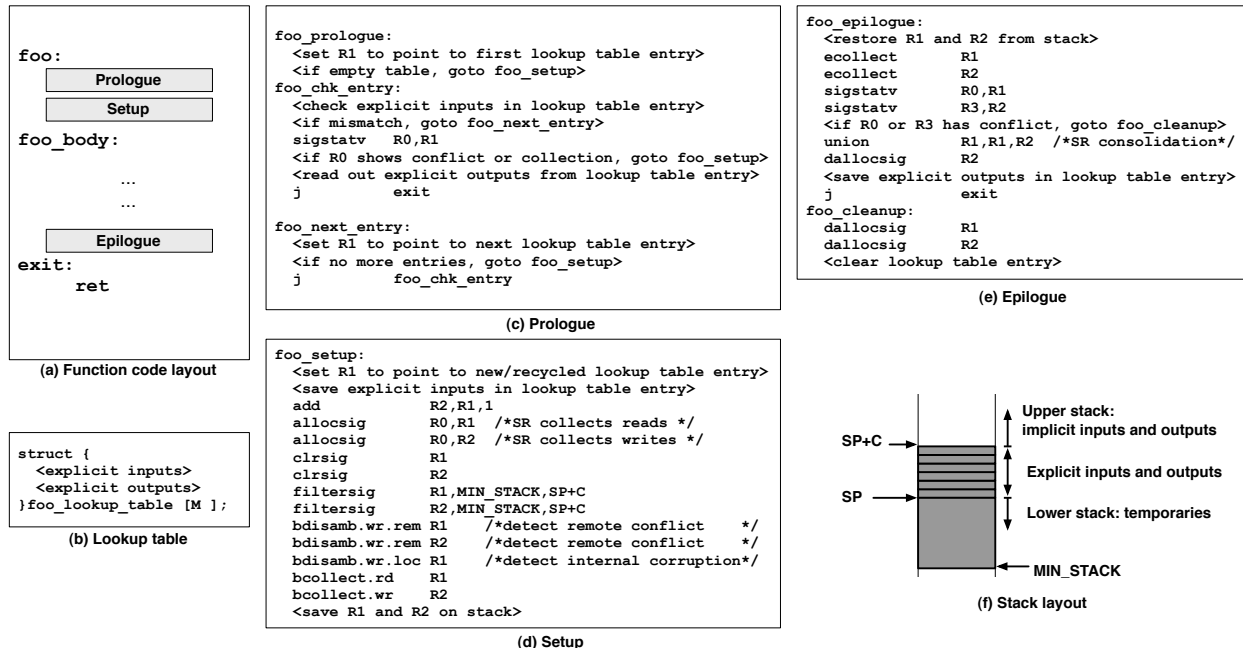 foo:
Prologue
Setup
foo_body:
...
...
Epilogue
exit:
ret
(a) Function code layout
struct {
<explicit inputs>
<explicit outputs>
}foo_lookup_table [M ];
(b) Lookup table
foo_prologue:
<set R1 to point to first lookup table entry>
<if empty table, goto foo_setup>
foo_chk_entry:
<check explicit inputs in lookup table entry>
<if mismatch, goto foo_next_entry>
sigstatv R0,R1
<if R0 shows conflict or collection, goto foo_setup>
<read out explicit outputs from lookup table entry>
j exit
foo_next_entry:
<set R1 to point to next lookup table entry>
<if no more entries, goto foo_setup>
j foo_chk_entry
(c) Prologue
foo_setup:
<set R1 to point to new/recycled lookup table entry>
<save explicit inputs in lookup table entry>
add R2,R1,1
allocsig R0,R1 /*SR collects reads */
allocsig R0,R2 /*SR collects writes */
clrsig R1
clrsig R2
filtersig R1,MIN_STACK,SP+C
filtersig R2,MIN_STACK,SP+C
bdisamb.wr.rem R1 /*detect remote conflict */
bdisamb.wr.rem R2 /*detect remote conflict */
bdisamb.wr.loc R1 /*detect internal corruption*/
bcollect.rd R1
bcollect.wr R2
<save R1 and R2 on stack>
(d) Setup
foo_epilogue:
<restore R1 and R2 from stack>
ecollect R1
ecollect R2
sigstatv R0,R1
sigstatv R3,R2
<if R0 or R3 has conflict, goto foo_cleanup>
union R1,R1,R2 /*SR consolidation*/
dallocsig R2
<save explicit outputs in lookup table entry>
j exit
foo_cleanup:
dallocsig R1
dallocsig R2
<clear lookup table entry>
(e) Epilogue
Upper stack:
implicit inputs and outputs
SP+C
Explicit inputs and outputs
SP
Lower stack: temporaries
MIN_STACK
(f) Stack layout